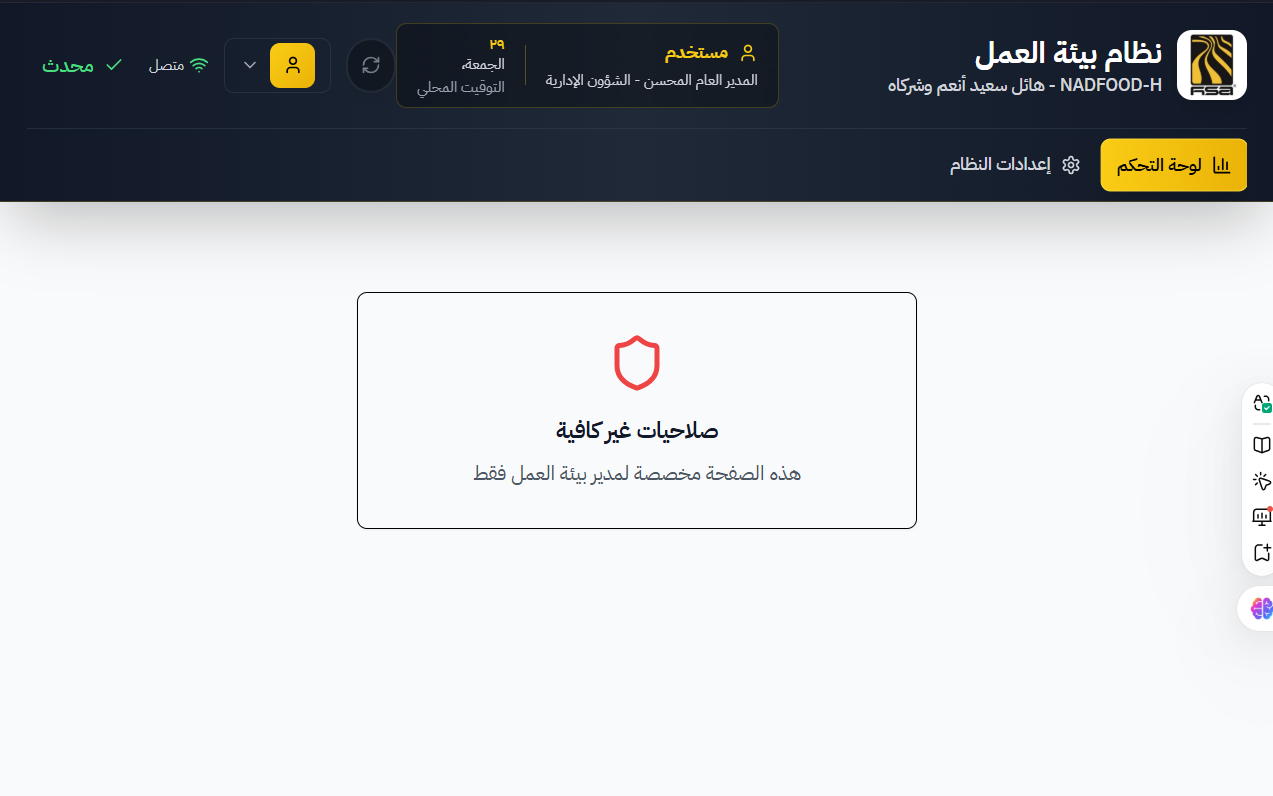 نظام بيئة العمل
NADFOOD-H - هائل سعيد أنعم وشركاه
مستخدم
المدير العام المحسن - الشؤون الإدارية
٢٩
الجمعة،
التوقيت المحلي
متصل
محدث
لوحة التحكم
إعدادات النظام
صلاحيات غير كافية
هذه الصفحة مخصصة لمدير بيئة العمل فقط